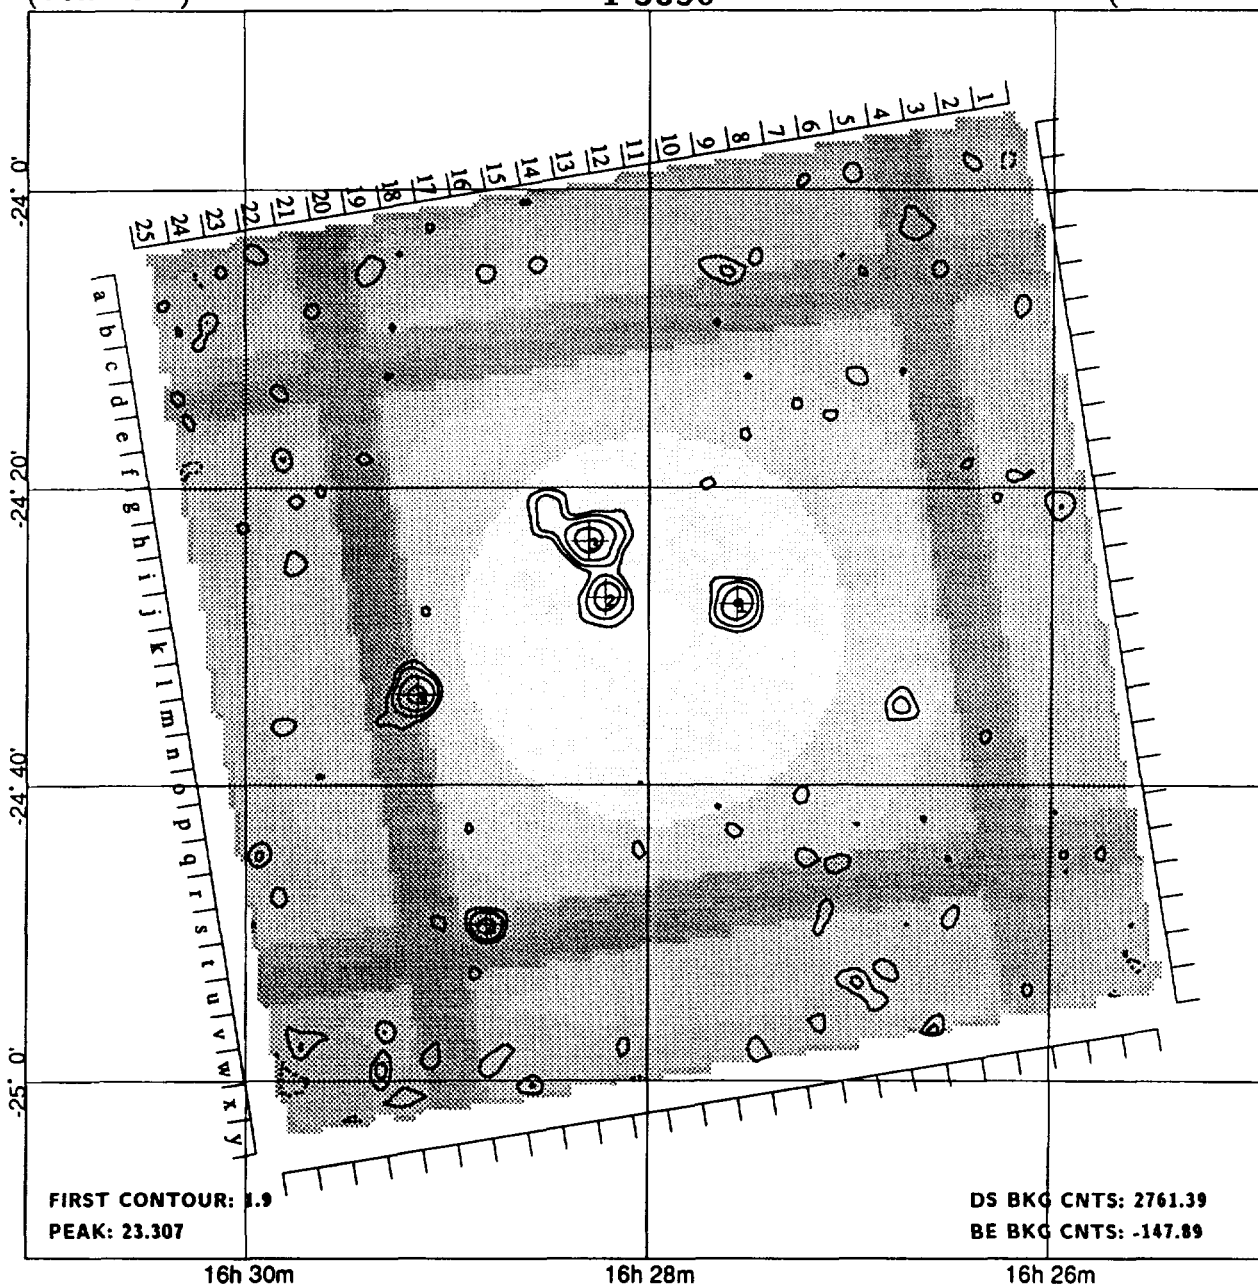 25 24 23 22 21 20 19 18 17 16 15 14 13 12 11 10 9 8 7 6 5 4 3 2 1
-24° 0'
-24° 20'
-24° 40'
-25° 0'
a b c d e f g h i j k l m n o p q r s t u v w x y
2
1
FIRST CONTOUR: 1.9
PEAK: 23.307
DS BKG CNTS: 2761.39
BE BKG CNTS: -147.89
16h 30m 16h 28m 16h 26m